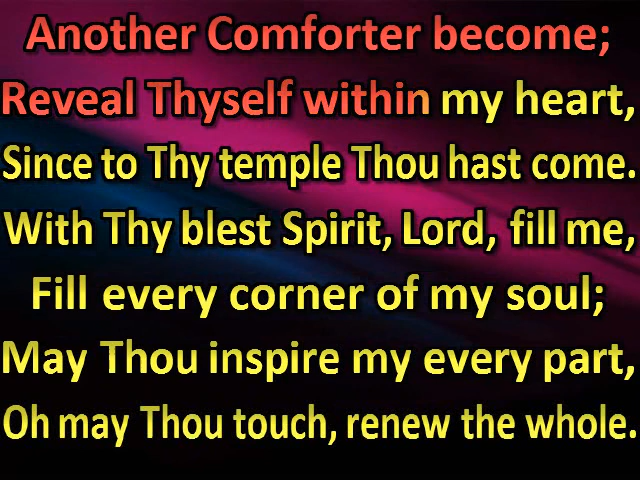 Another Comforter become;
Reveal Thyself within my heart,
Since to Thy temple Thou hast come.
With Thy blest Spirit, Lord, fill me,
Fill every corner of my soul;
May Thou inspire my every part,
Oh may Thou touch, renew the whole.